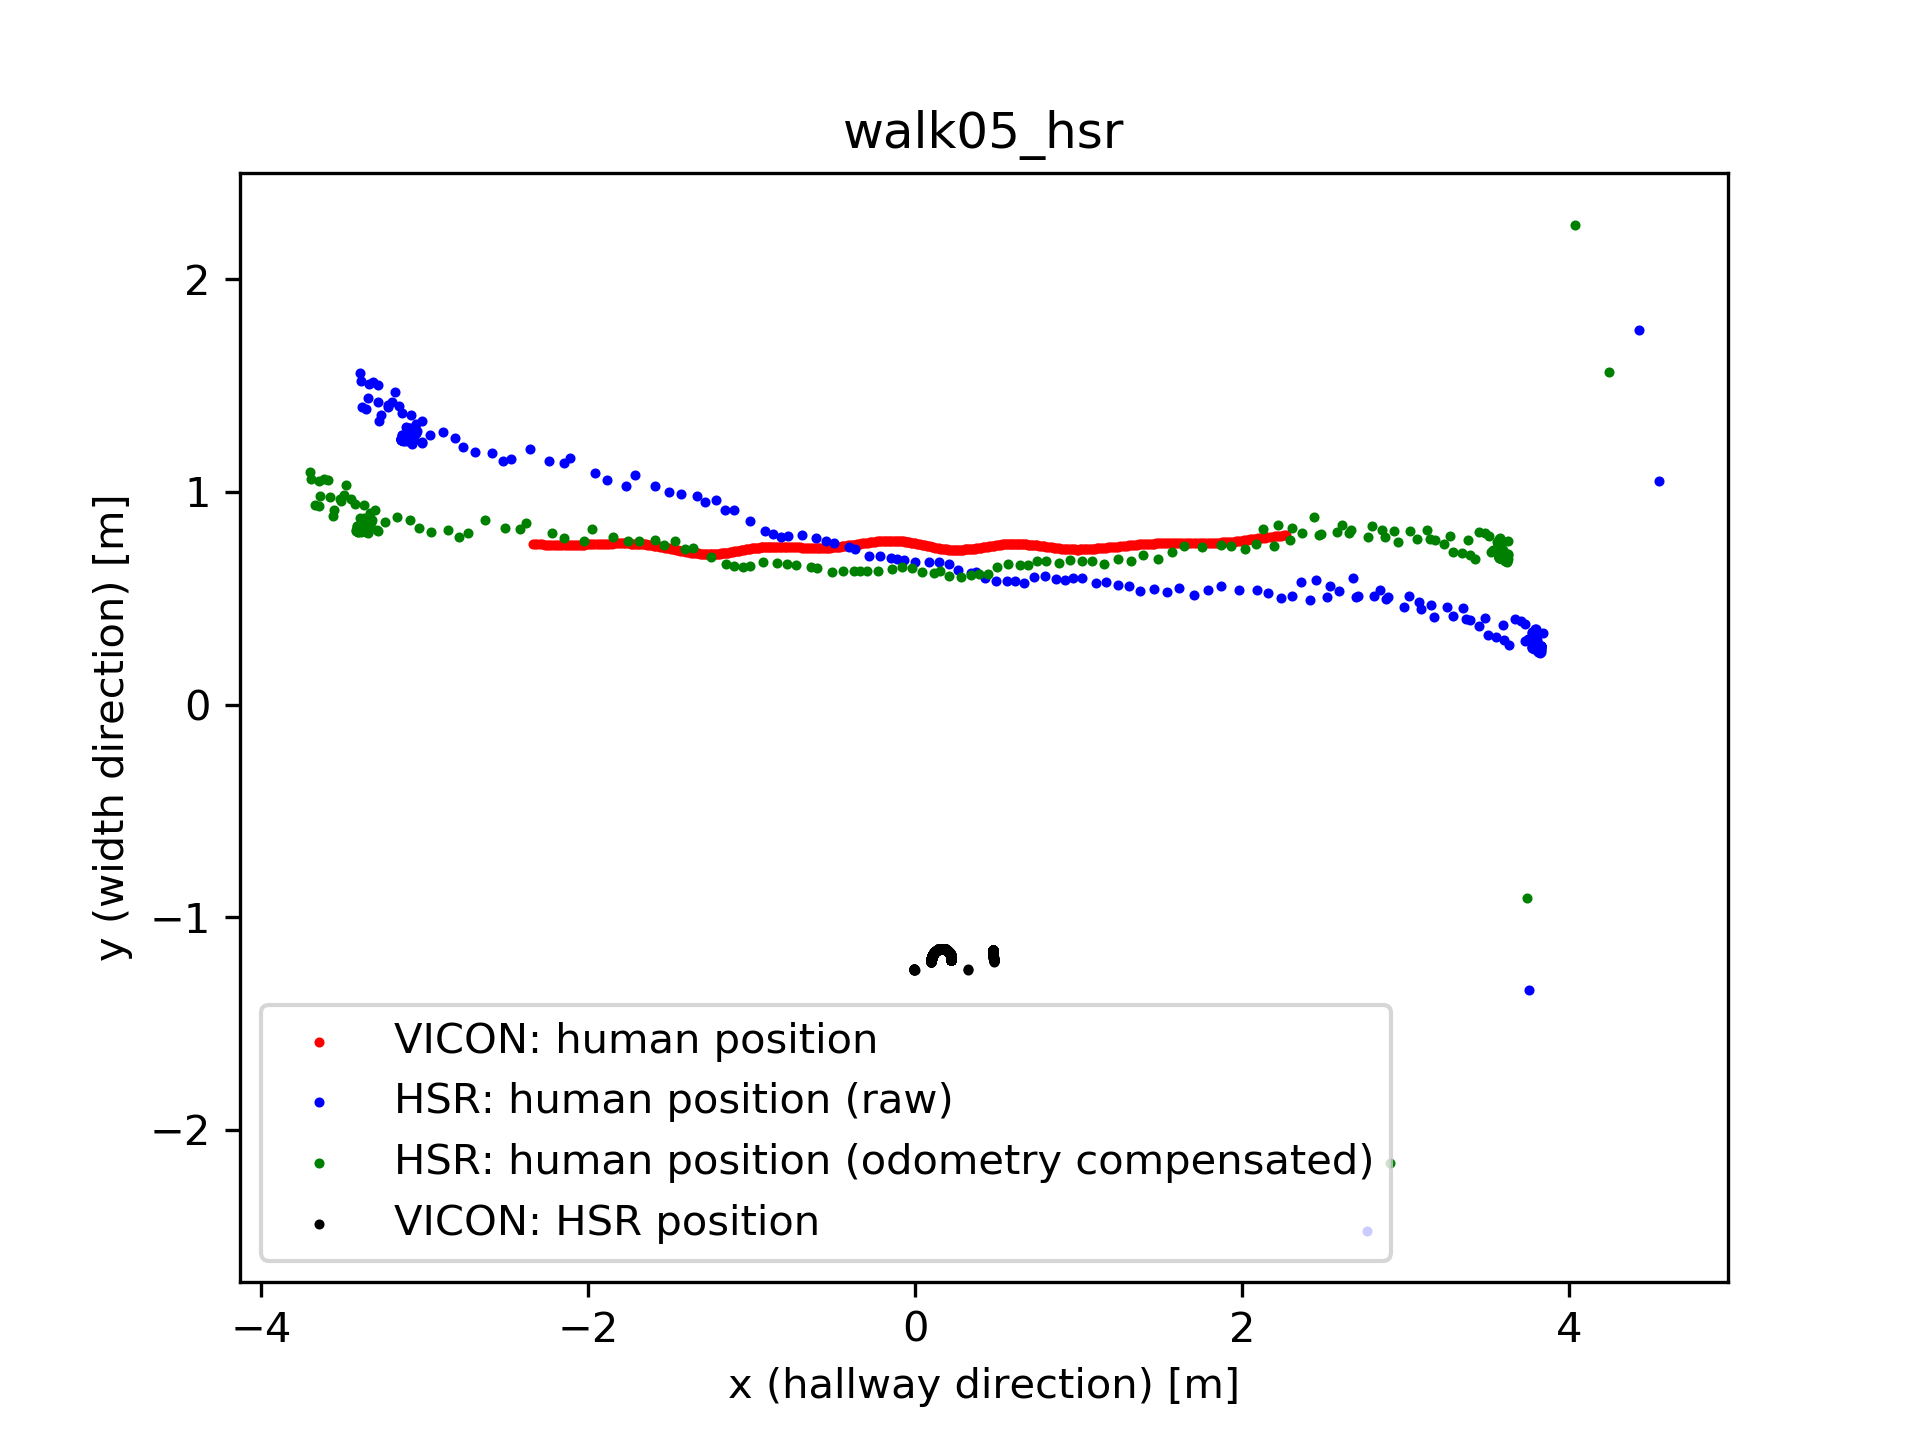 walk05_hsr
y (width direction) [m]
2
1
0
−1
−2
VICON: human position
HSR: human position (raw)
HSR: human position (odometry compensated)
VICON: HSR position
−4
−2
0
2
4
x (hallway direction) [m]